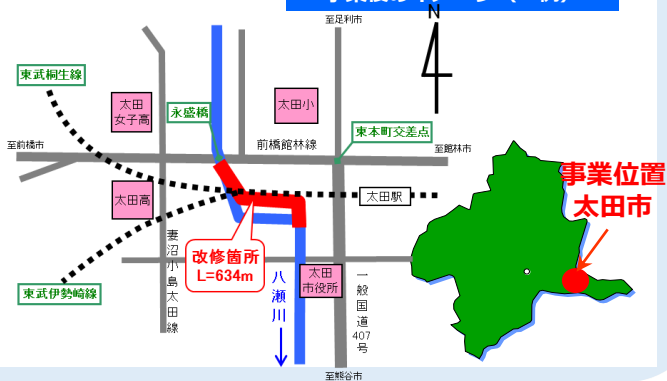 至足利市
N
東武桐生線
太田
女子高
永盛橋
太田小
東本町交差点
前橋館林線
至前橋市
至館林市
事業位置
太田市
太田高
太田駅
改修箇所
L=634m
妻沼小島太田線
八瀬川
太田
市役所
一般国道407号
東武伊勢崎線
至熊谷市